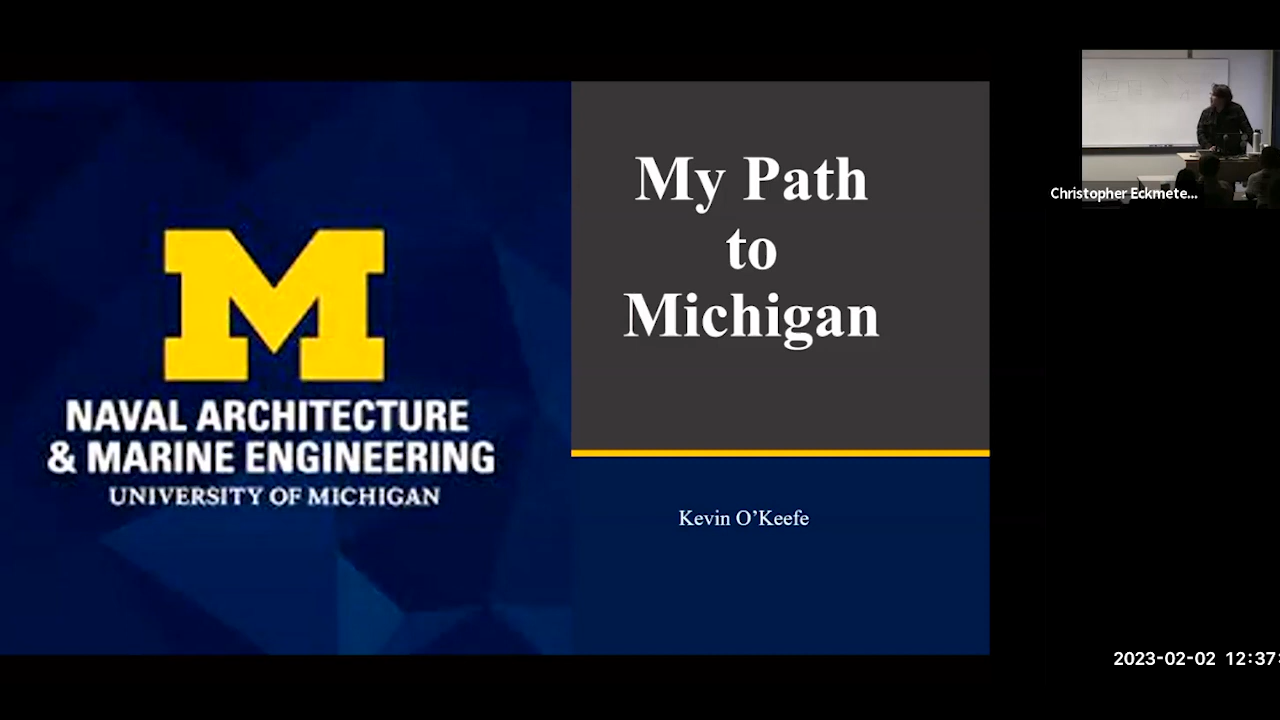 M
NAVAL ARCHITECTURE
& MARINE ENGINEERING
UNIVERSITY OF MICHIGAN
My Path
to
Michigan
Kevin O’Keefe
Christopher Eckmete...
2023-02-02 12:37: